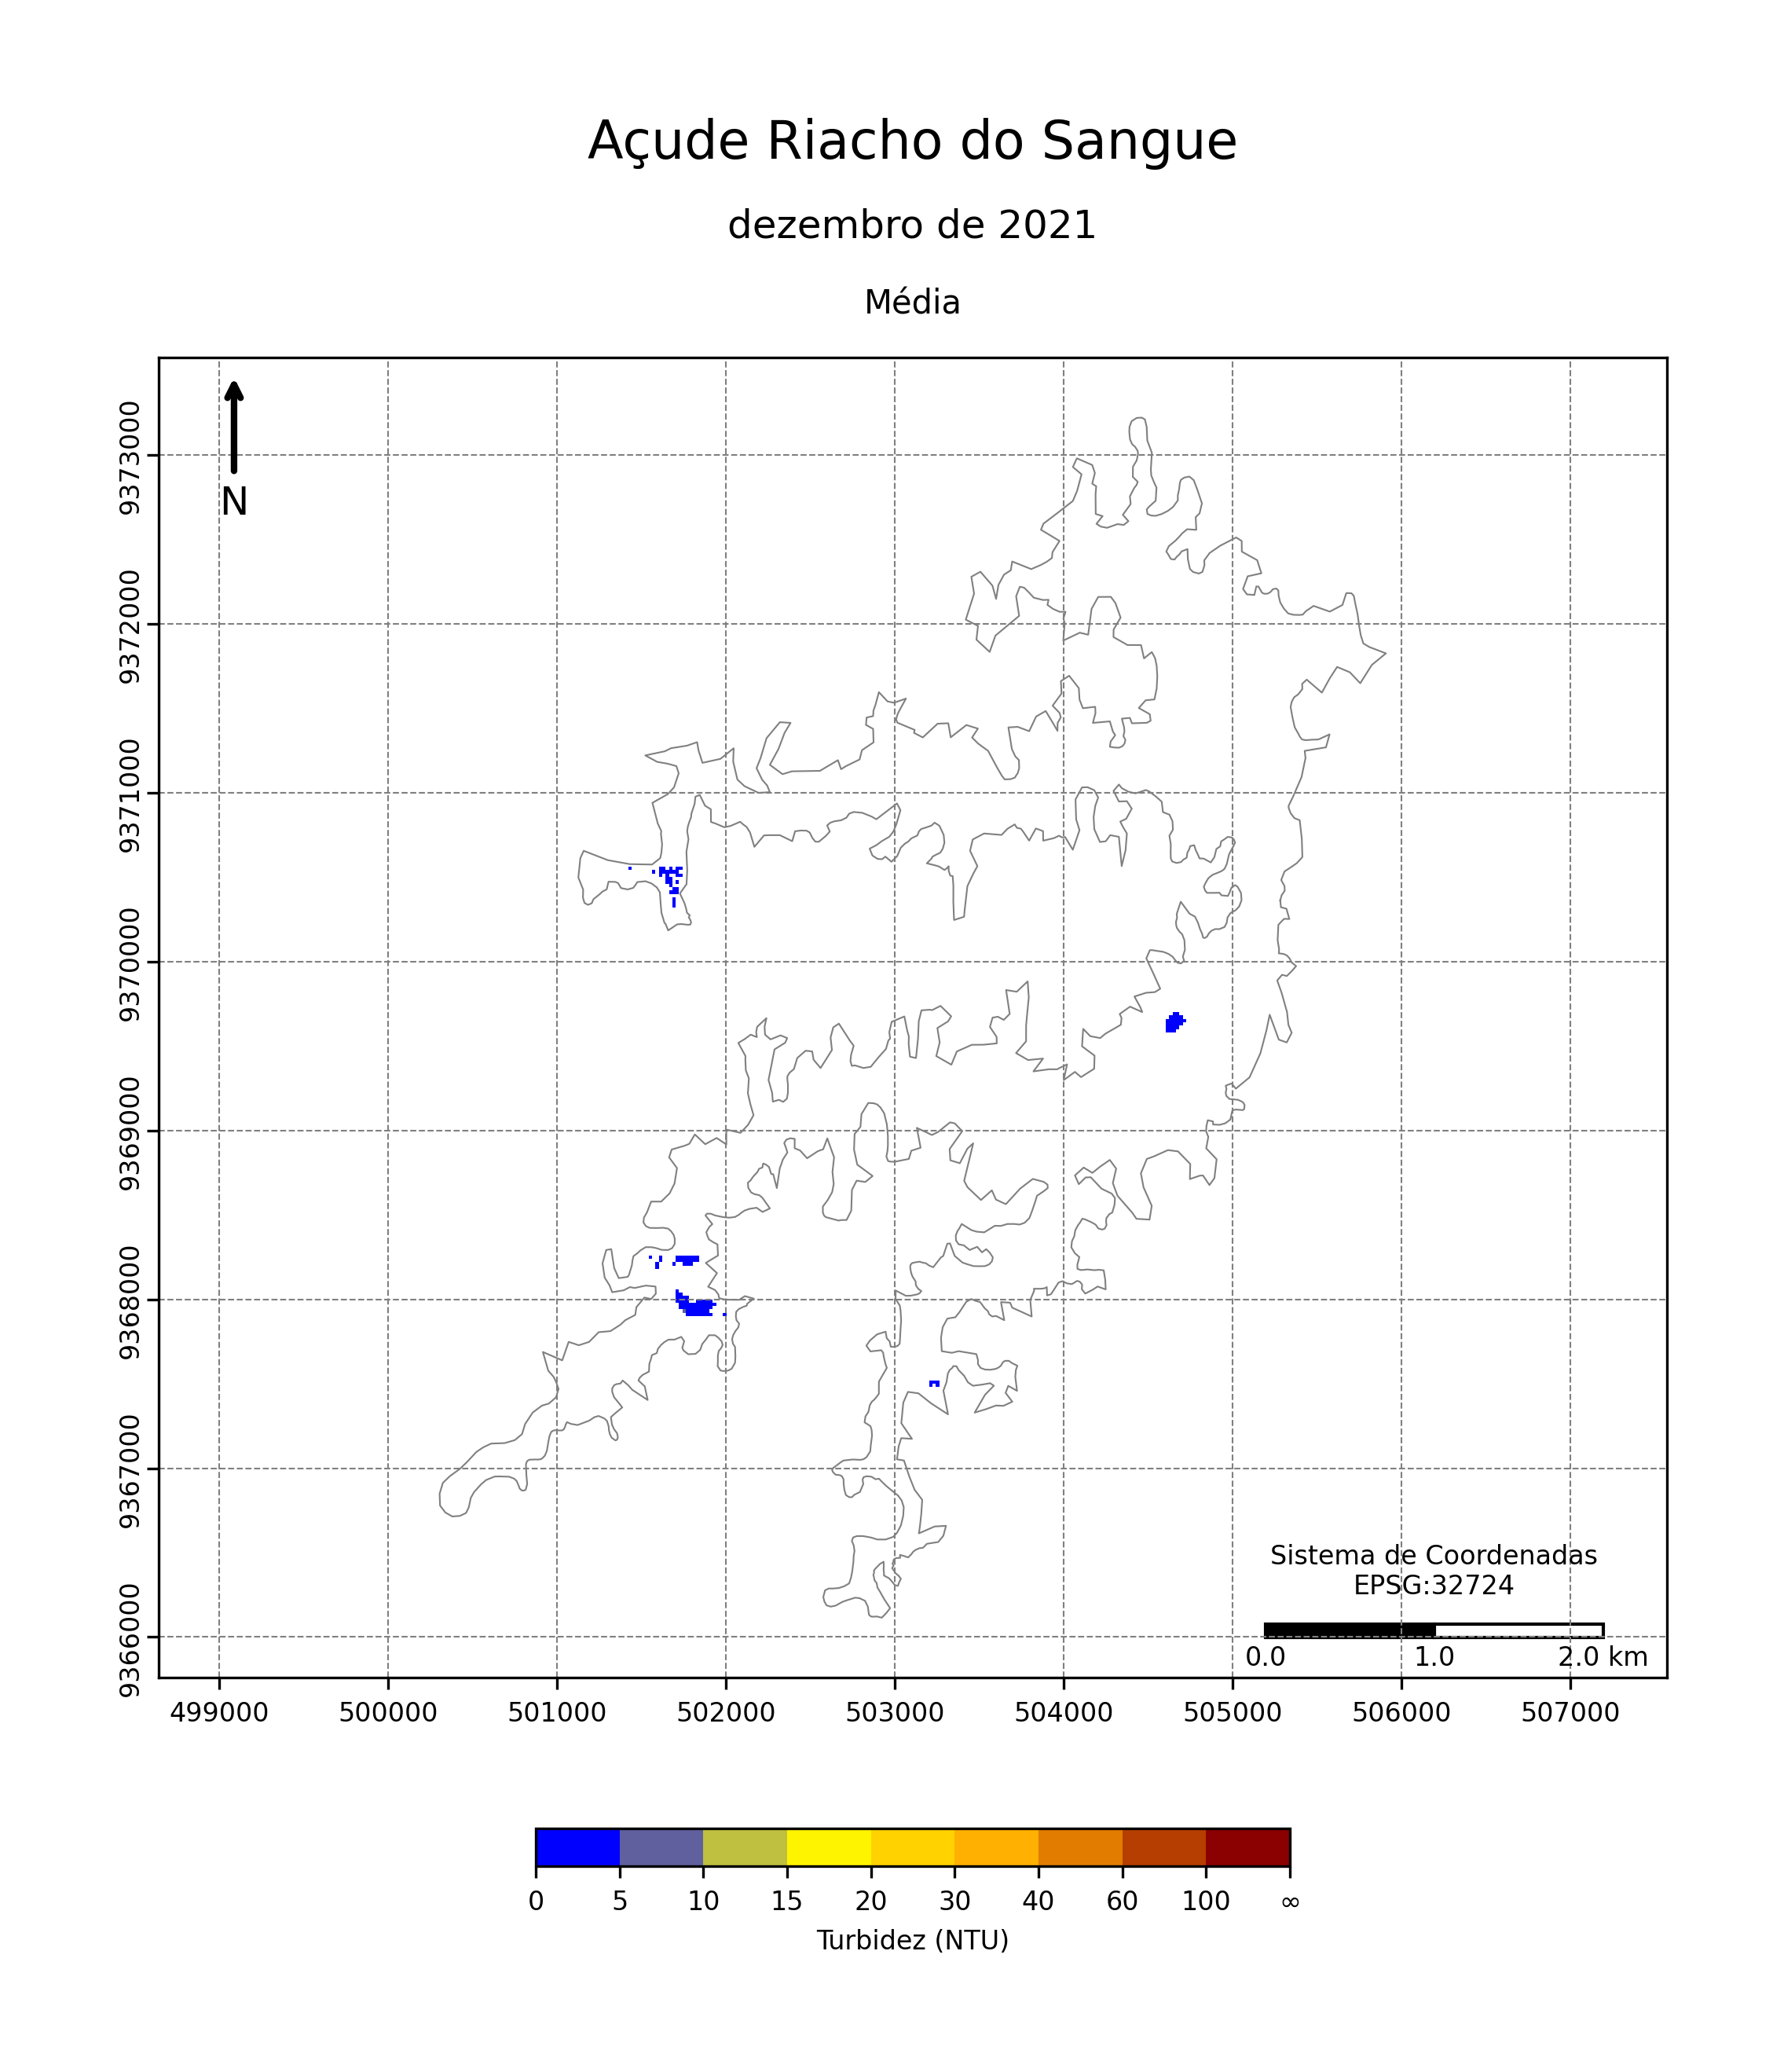 Açude Riacho do Sangue
dezembro de 2021
Média
N
9373000
9372000
9371000
9370000
9369000
9368000
9367000
9366000
Sistema de Coordenadas
EPSG:32724
0.0 1.0 2.0 km
499000 500000 501000 502000 503000 504000 505000 506000 507000
0 5 10 15 20 30 40 60 100 ∞
Turbidez (NTU)